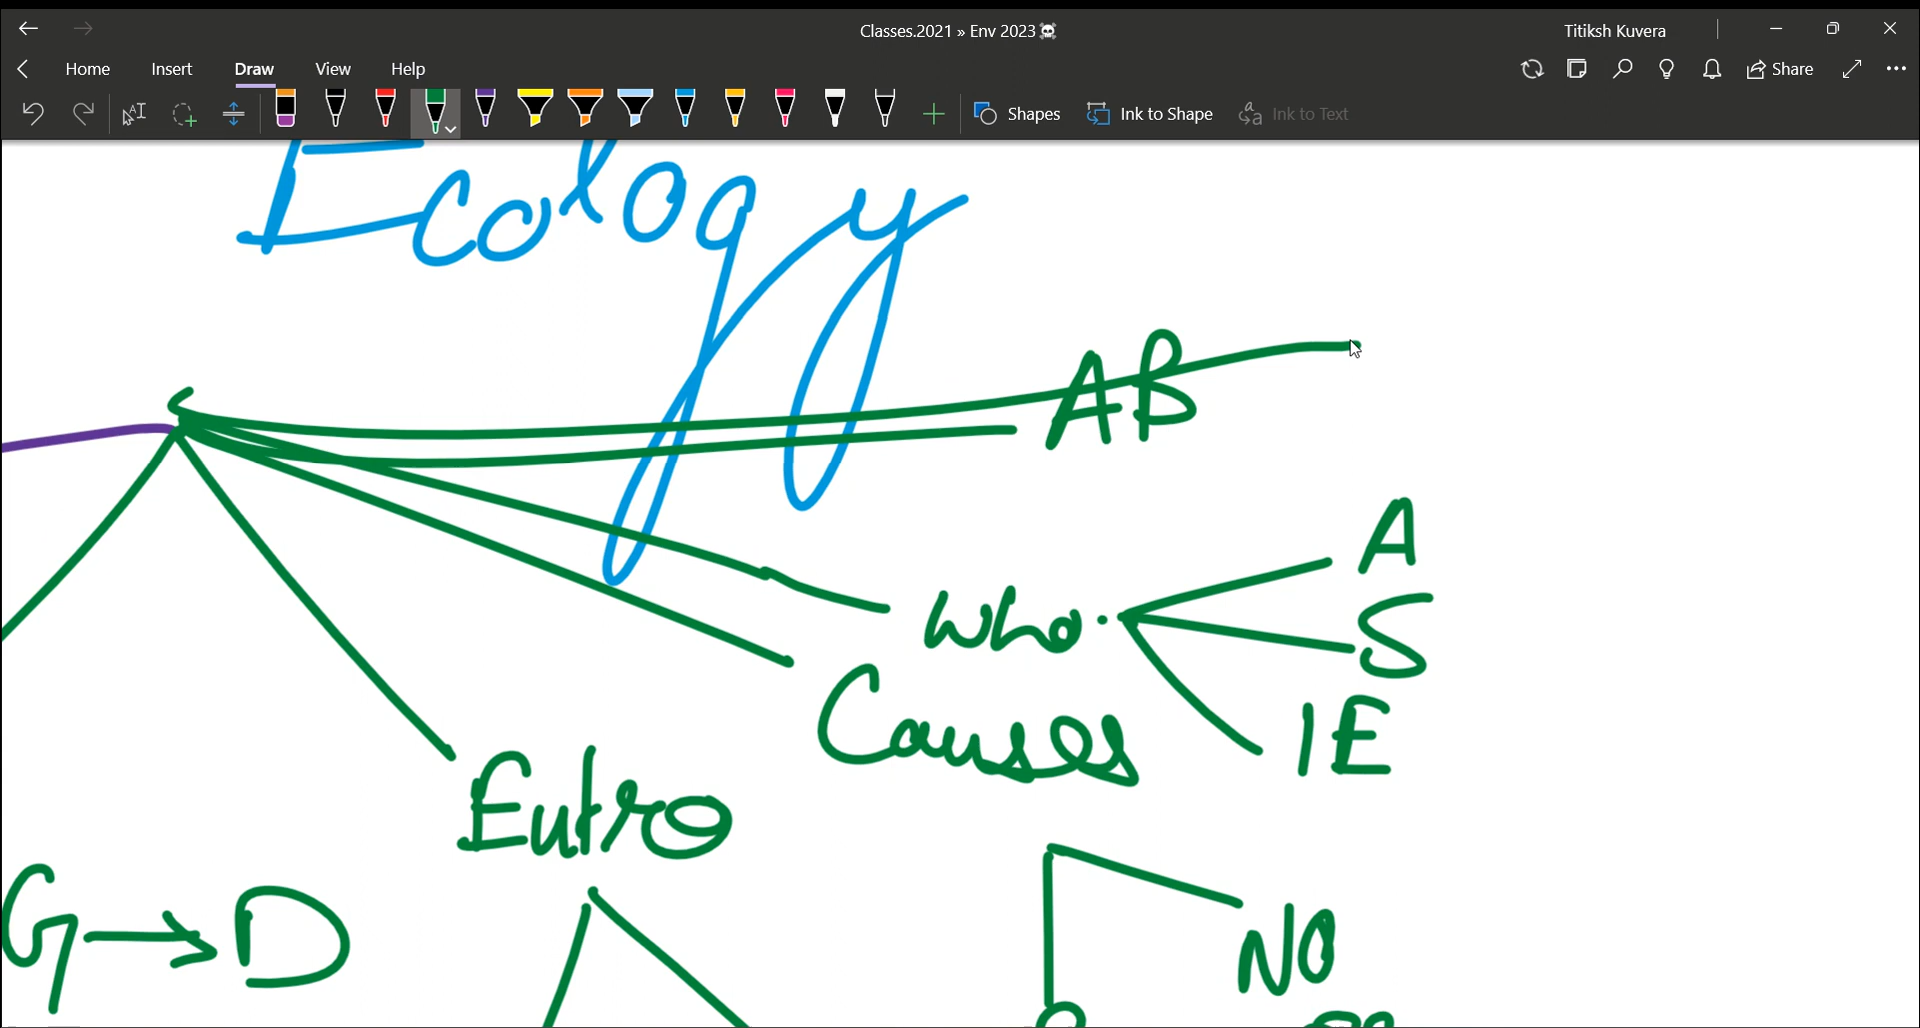 Classes.2021 » Env 2023☠
Titiksh Kuvera
Home Insert Draw View Help
Share
Shapes
Ink to Shape
Ink to Text
Ecology
AB
A
Who.
S
Causes
IE
Eutro
G → D
NO